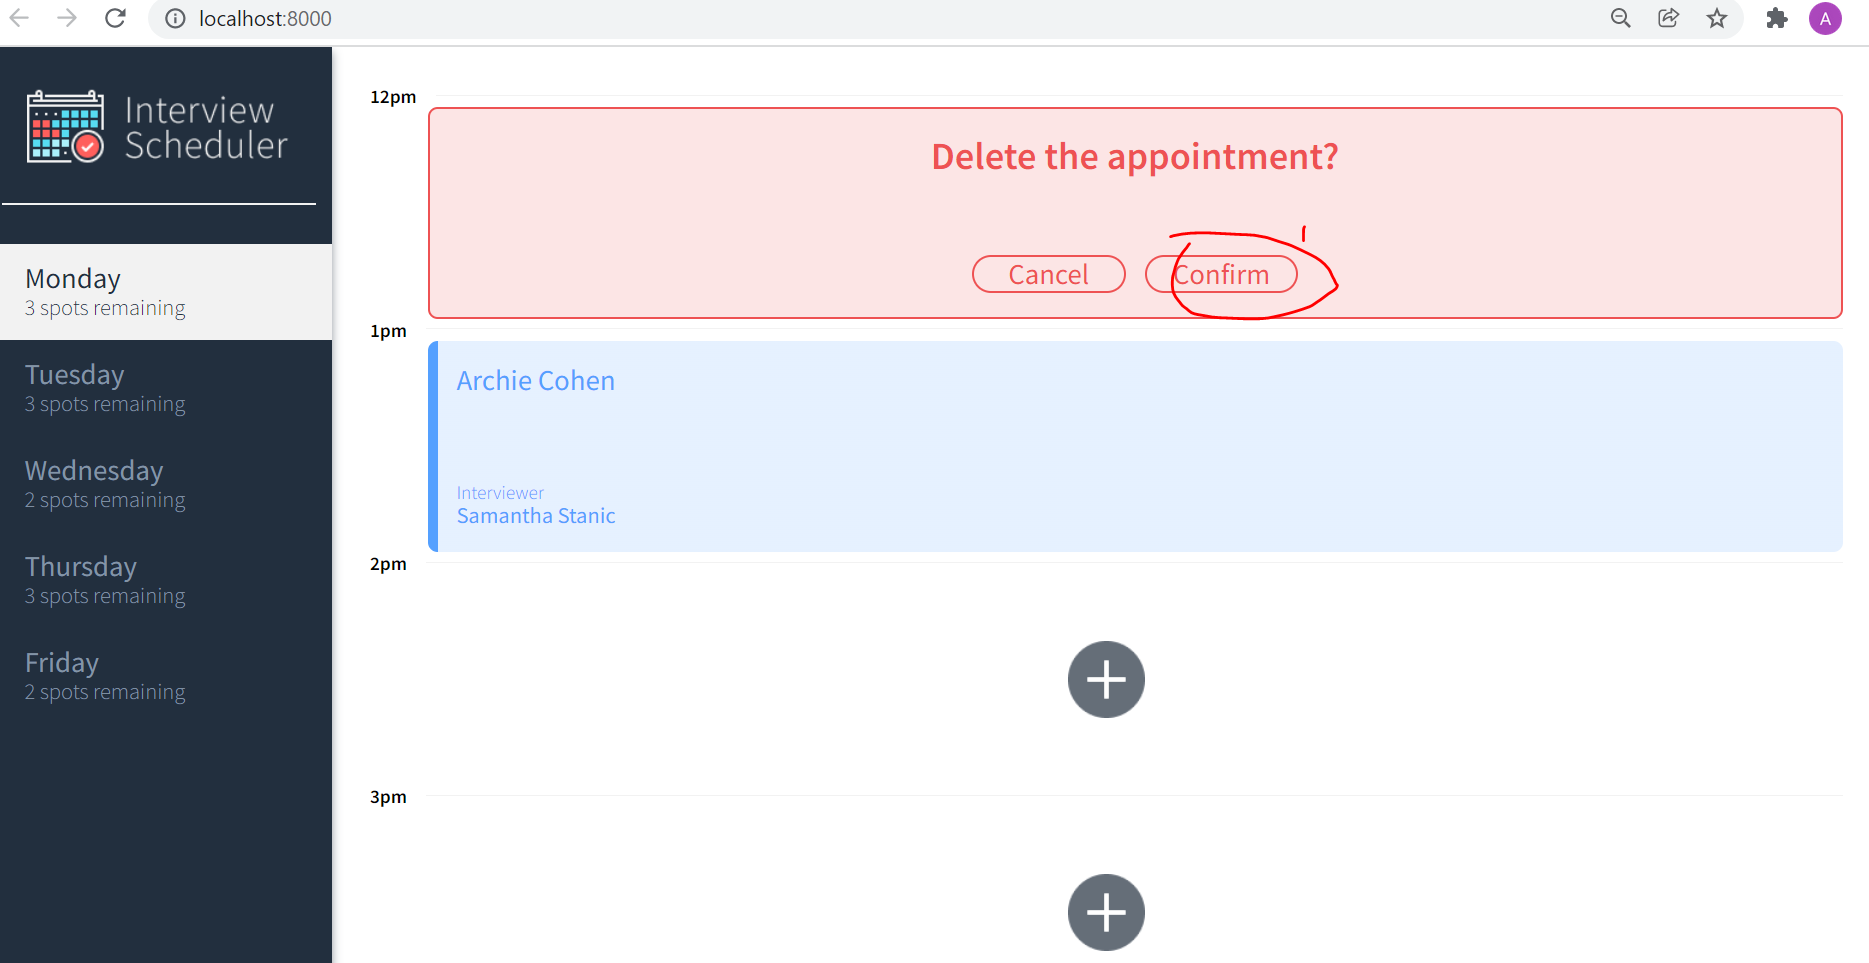 localhost:8000
A
Interview
Scheduler
Monday
3 spots remaining
Tuesday
3 spots remaining
Wednesday
2 spots remaining
Thursday
3 spots remaining
Friday
2 spots remaining
12pm
Delete the appointment?
Cancel Confirm
1pm
Archie Cohen
Interviewer
Samantha Stanic
2pm
3pm